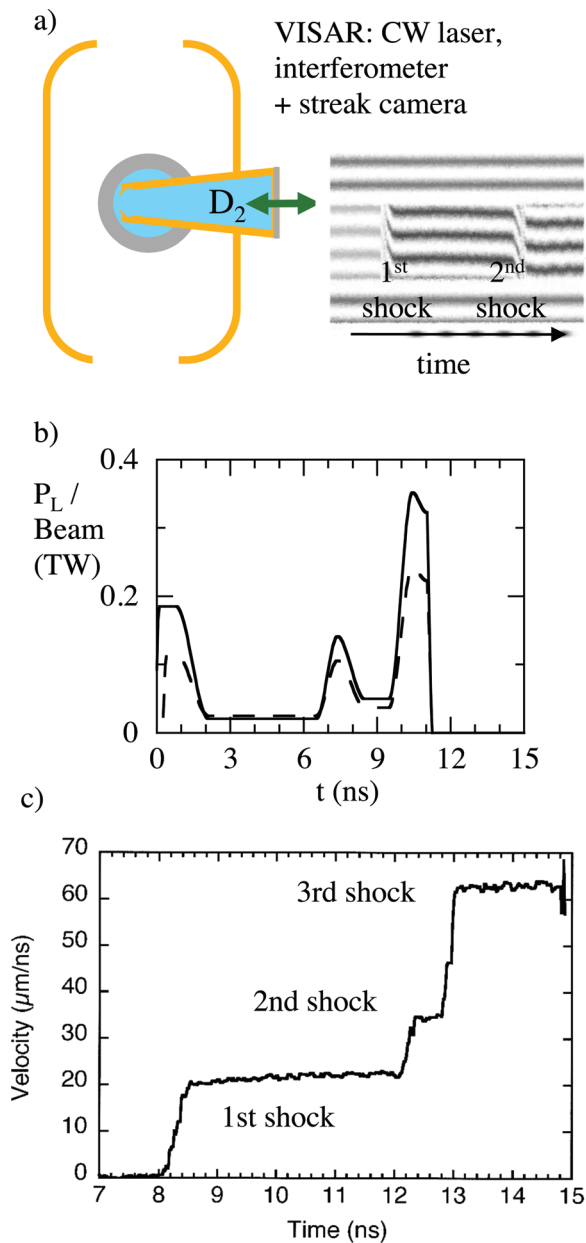 a)
VISAR: CW laser,
interferometer
+ streak camera
D2
1st
2nd
shock
shock
time
b)
0.4
P_L /
Beam
(TW)
0.2
0
0
3
6
9
12
15
t (ns)
c)
70
60
50
40
30
20
10
0
Velocity (µm/ns)
3rd shock
2nd shock
1st shock
7
8
9
10
11
12
13
14
15
Time (ns)